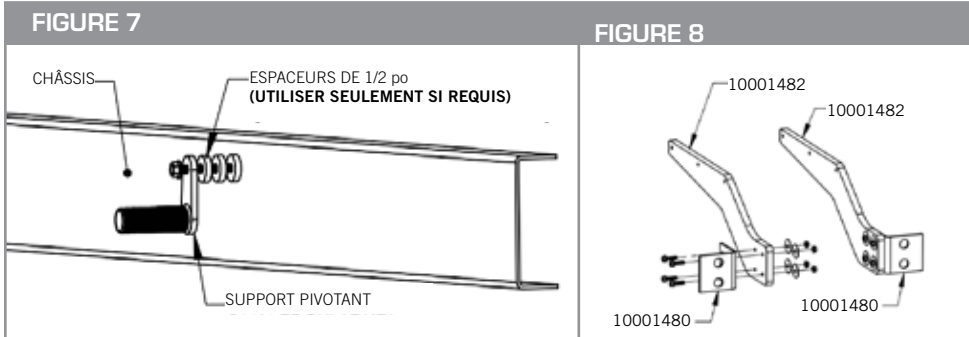 FIGURE 7
CHÂSSIS
ESPACEURS DE 1/2 po
(UTILISER SEULEMENT SI REQUIS)
SUPPORT PIVOTANT
FIGURE 8
10001482
10001482
10001480
10001480